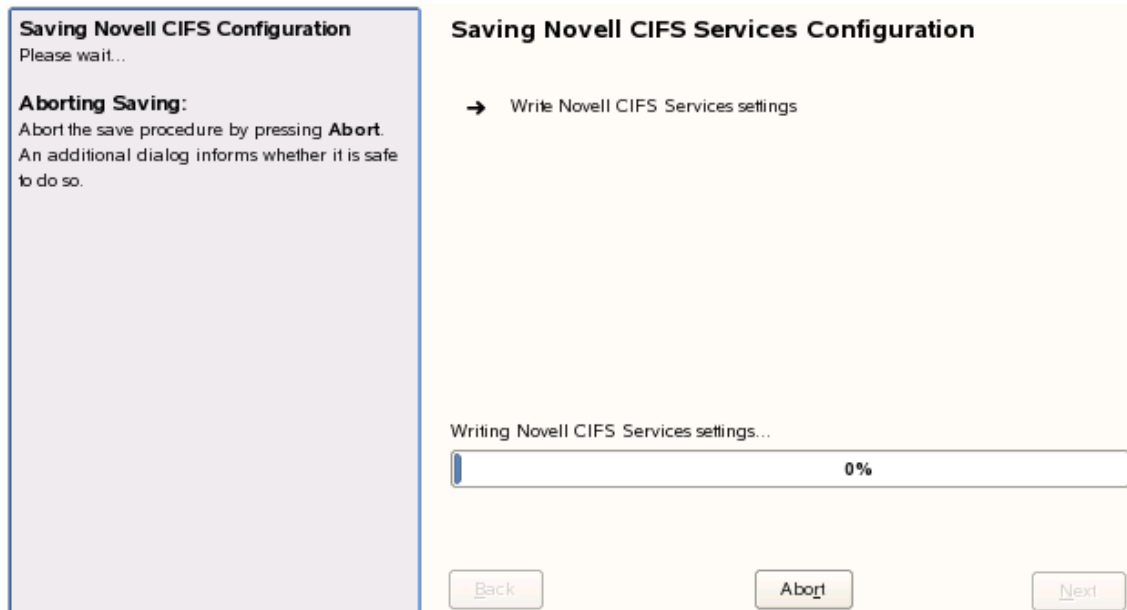 Saving Novell CIFS Configuration
Please wait...
Aborting Saving:
Abort the save procedure by pressing Abort.
An additional dialog informs whether it is safe
to do so.
Saving Novell CIFS Services Configuration
Write Novell CIFS Services settings
Writing Novell CIFS Services settings...
0%
Back
Abort
Next